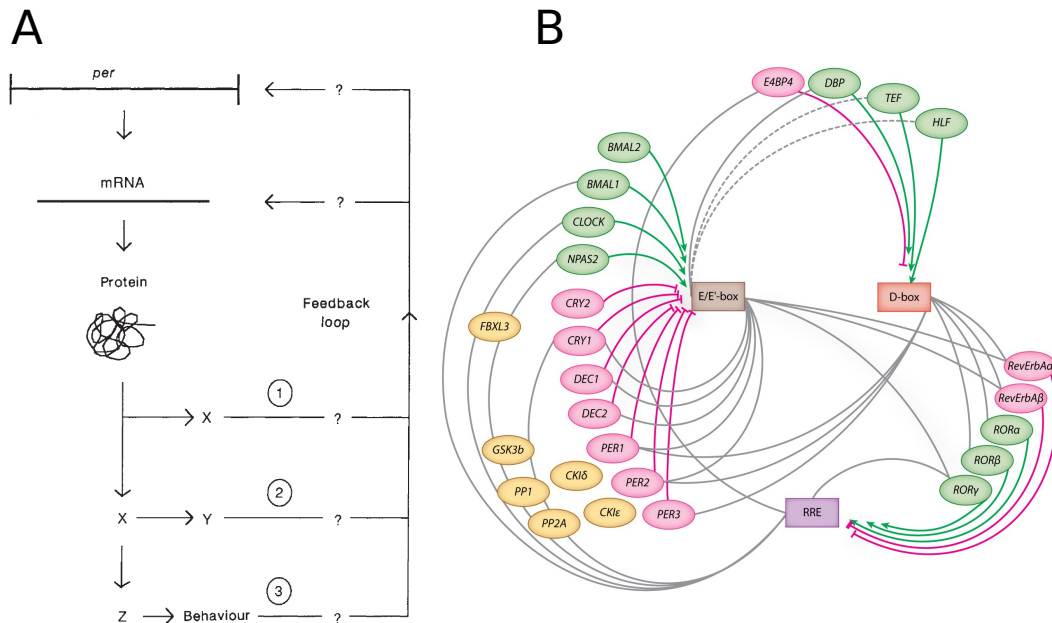 A
per
?
mRNA
?
Protein
Feedback
loop
1
X
?
2
X
Y
?
3
Z
Behaviour
?
B
E4BP4
DBP
TEF
HLF
BMAL2
BMAL1
CLOCK
NPAS2
CRY2
E/E'-box
D-box
FBXL3
CRY1
RevErbAα
DEC1
RevErbAβ
DEC2
RORα
PER1
GSK3b
RORβ
CKIδ
PER2
RORγ
PP1
CKIε
PER3
RRE
PP2A